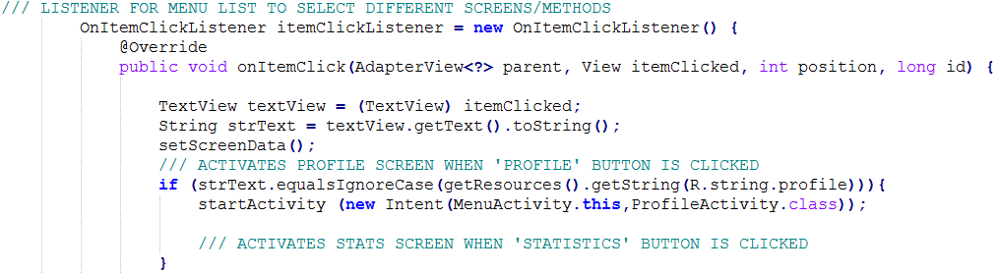 /// LISTENER FOR MENU LIST TO SELECT DIFFERENT SCREENS/METHODS
OnItemClickListener itemClickListener = new OnItemClickListener() {
@Override
public void onItemClick(AdapterView<?> parent, View itemClicked, int position, long id) {
TextView textView = (TextView) itemClicked;
String strText = textView.getText().toString();
setScreenData();
/// ACTIVATES PROFILE SCREEN WHEN 'PROFILE' BUTTON IS CLICKED
if (strText.equalsIgnoreCase(getResources().getString(R.string.profile))){
startActivity (new Intent(MenuActivity.this,ProfileActivity.class));
/// ACTIVATES STATS SCREEN WHEN 'STATISTICS' BUTTON IS CLICKED
}